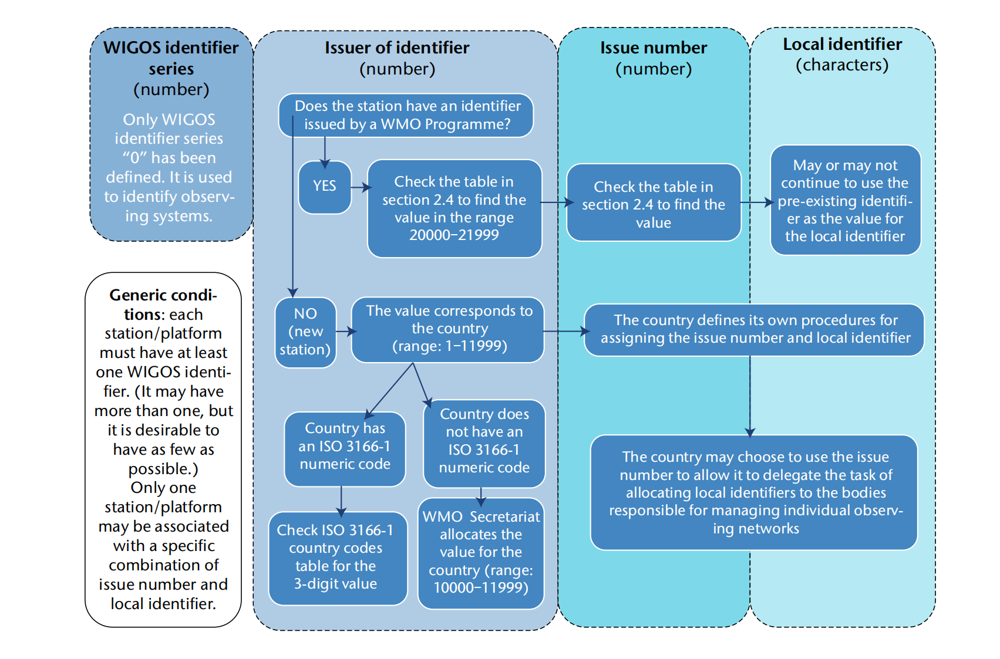 WIGOS identifier
series
(number)
Only WIGOS
identifier series
“0” has been
defined. It is used
to identify observ-
ing systems.
Generic condi-
tions: each
station/platform
must have at least
one WIGOS identi-
fier. (It may have
more than one, but
it is desirable to
have as few as
possible.)
Only one
station/platform
may be associated
with a specific
combination of
issue number and
local identifier.
Issuer of identifier
(number)
Does the station have an identifier
issued by a WMO Programme?
YES
Check the table in
section 2.4 to find the
value in the range
20000–21999
NO
(new
station)
The value corresponds to
the country
(range: 1–11999)
Country has
an ISO 3166-1
numeric code
Country does
not have an
ISO 3166-1
numeric code
Check ISO 3166-1
country codes
table for the
3-digit value
WMO Secretariat
allocates the
value for the
country (range:
10000–11999)
Issue number
(number)
Check the table in
section 2.4 to find the
value
Local identifier
(characters)
May or may not
continue to use the
pre-existing identifi-
er as the value for
the local identifier
The country defines its own procedures for
assigning the issue number and local identifier
The country may choose to use the issue
number to allow it to delegate the task of
allocating local identifiers to the bodies
responsible for managing individual observ-
ing networks